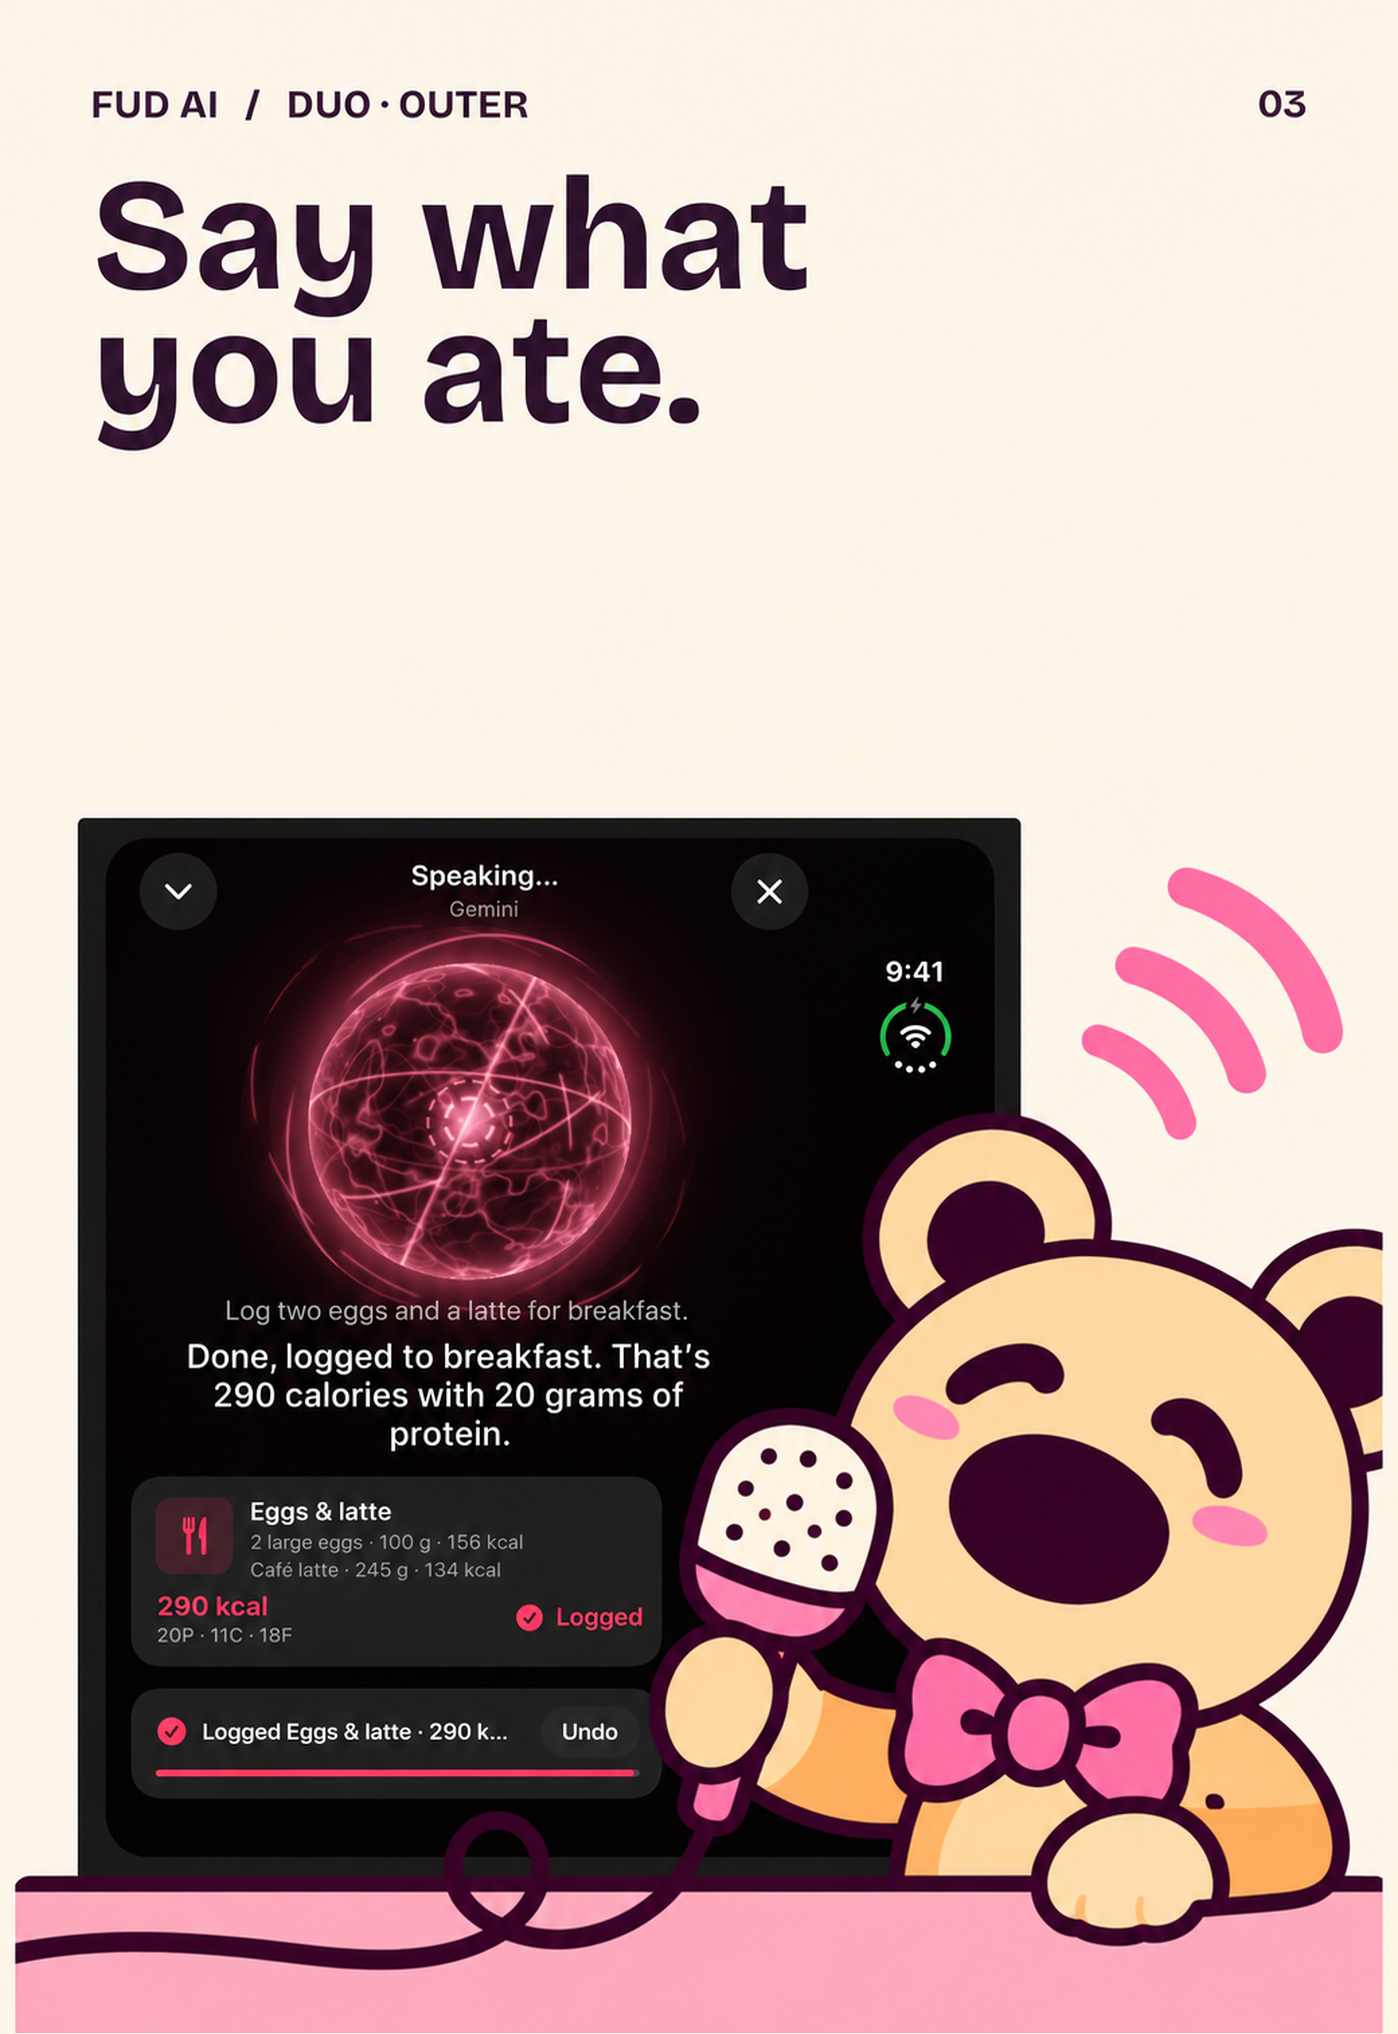 FUD AI / DUO · OUTER
03
Say what
you ate.
Speaking...
Gemini
9:41
Log two eggs and a latte for breakfast.
Done, logged to breakfast. That's
290 calories with 20 grams of
protein.
Eggs & latte
2 large eggs · 100 g · 156 kcal
Café latte · 245 g · 134 kcal
290 kcal
20P · 11C · 18F
Logged
Logged Eggs & latte · 290 k...
Undo